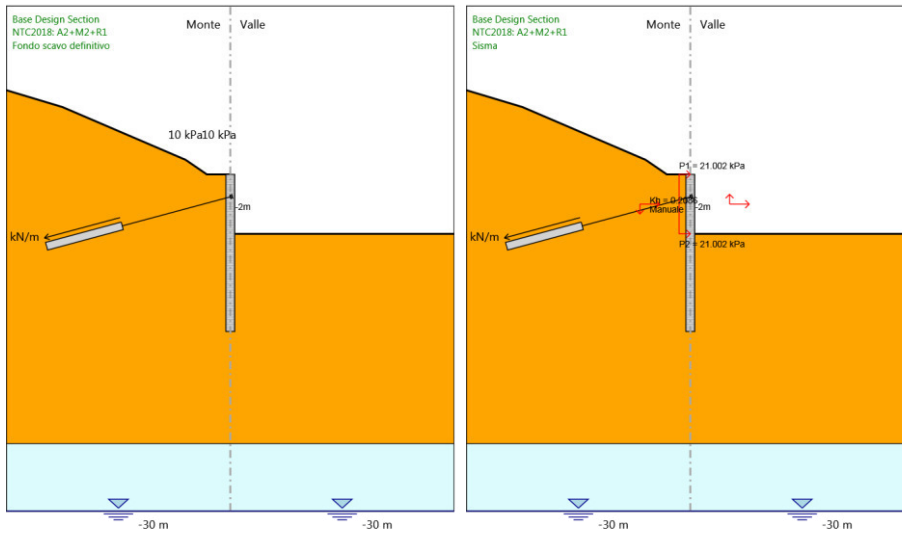 Base Design Section
NTC2018: A2+M2+R1
Fondo scavo definitivo
Monte
Valle
10 kPa10 kPa
-2m
kN/m
-30 m
-30 m
Base Design Section
NTC2018: A2+M2+R1
Sisma
Monte
Valle
P1 = 21.002 kPa
Manuale
-2m
kN/m
P2 = 21.002 kPa
-30 m
-30 m